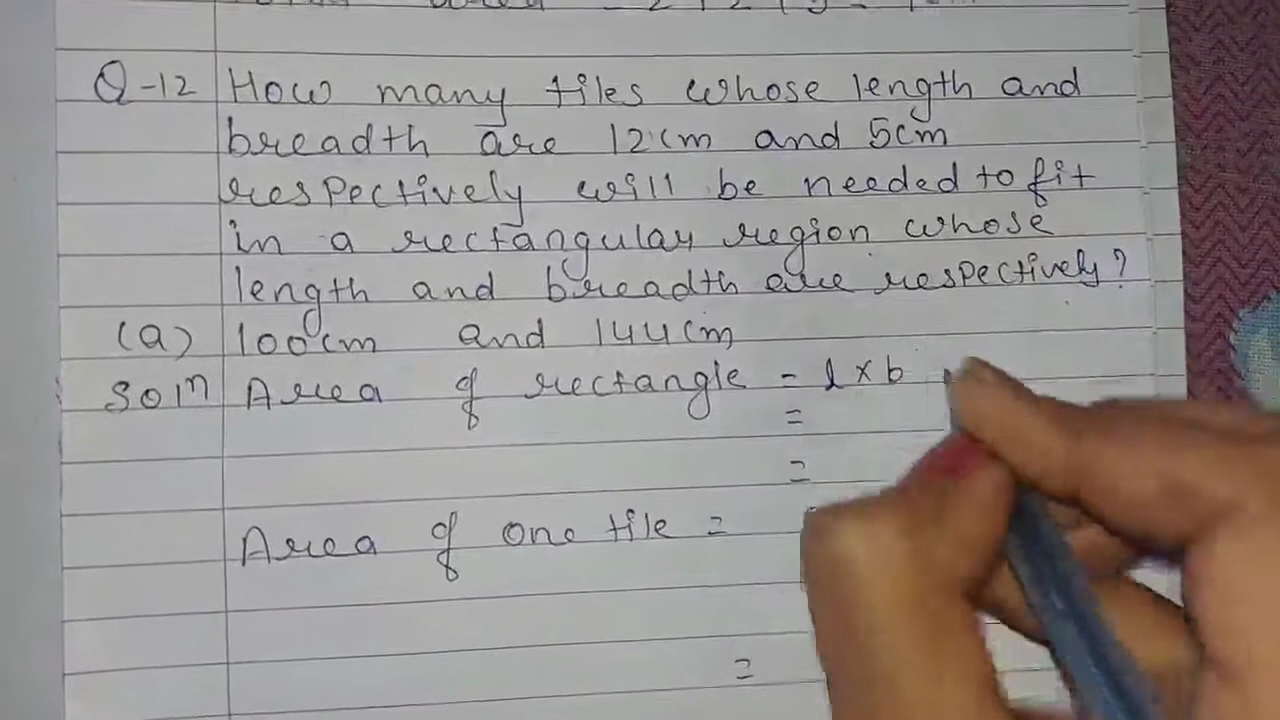 Q-12 How many tiles whose length and
breadth are 12cm and 5cm
respectively will be needed to fit
in a rectangular region whose
length and breadth are respectively?
(a) 100cm and 144cm
Soln Area of rectangle = l×b
=
=
Area of one tile =
=